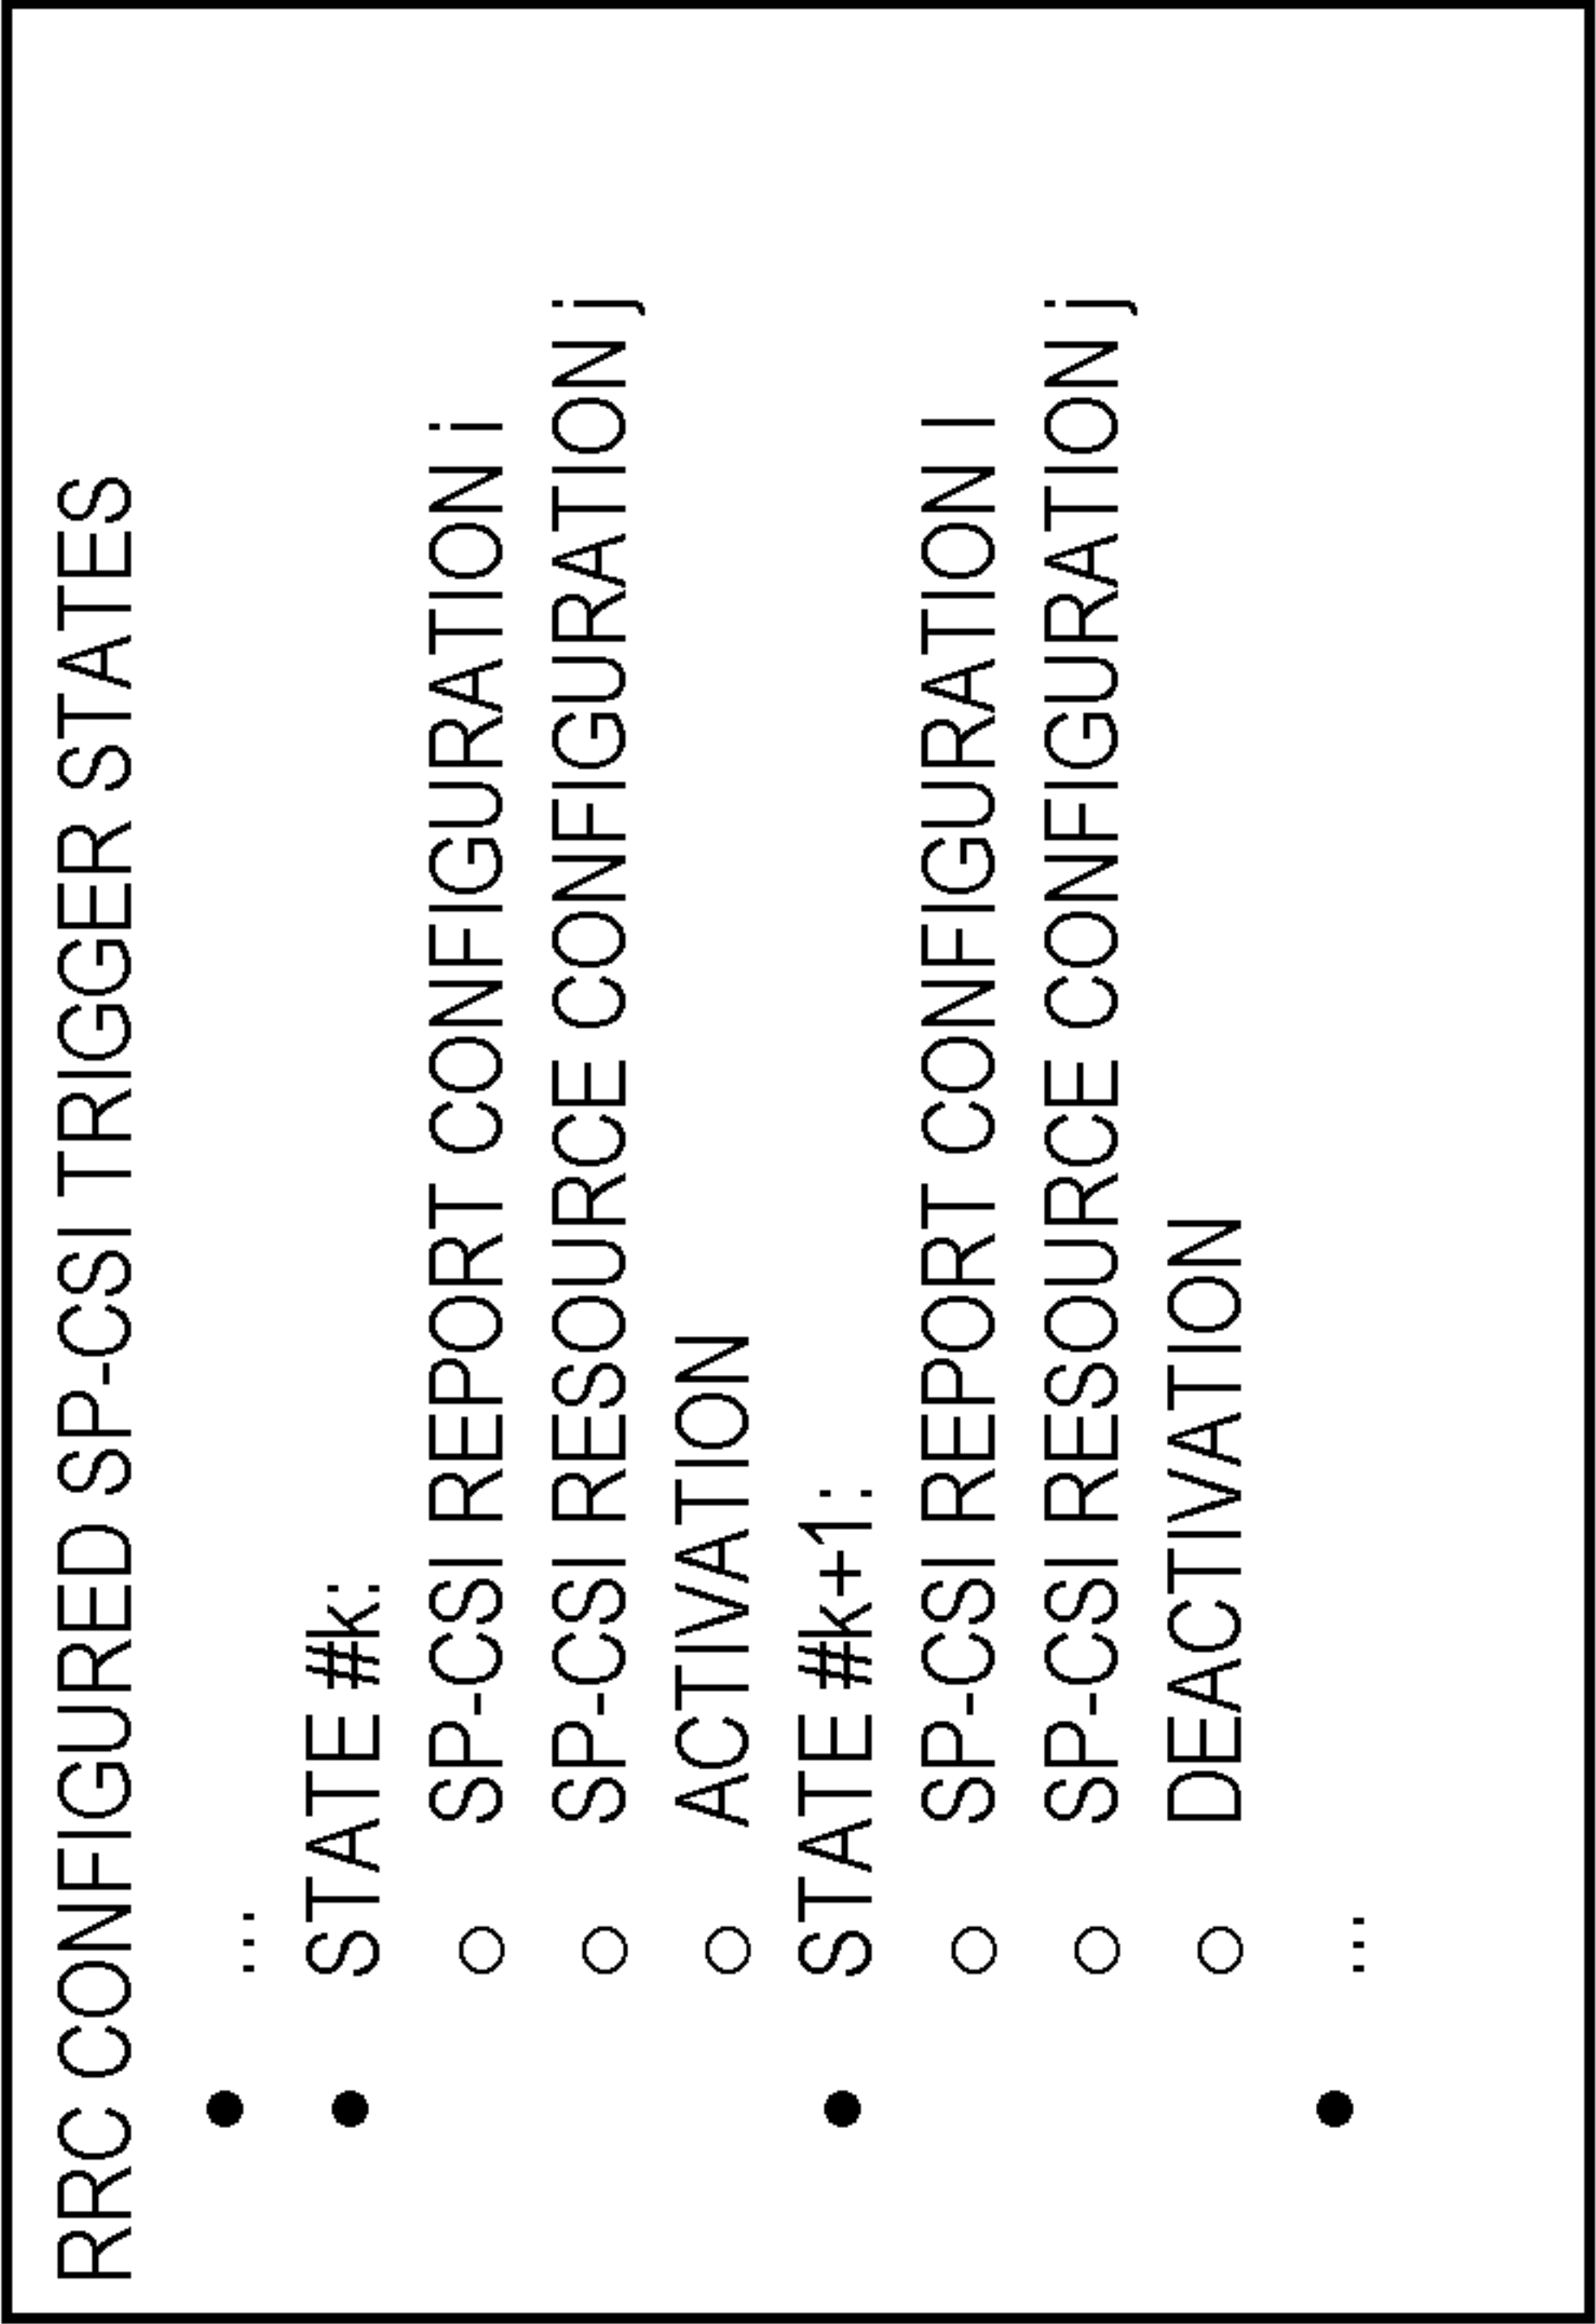 RRC CONFIGURED SP-CSI TRIGGER STATES
● ...
● STATE #k:
○ SP-CSI REPORT CONFIGURATION i
○ SP-CSI RESOURCE CONFIGURATION j
○ ACTIVATION
● STATE #k+1:
○ SP-CSI REPORT CONFIGURATION l
○ SP-CSI RESOURCE CONFIGURATION j
○ DEACTIVATION
● ...